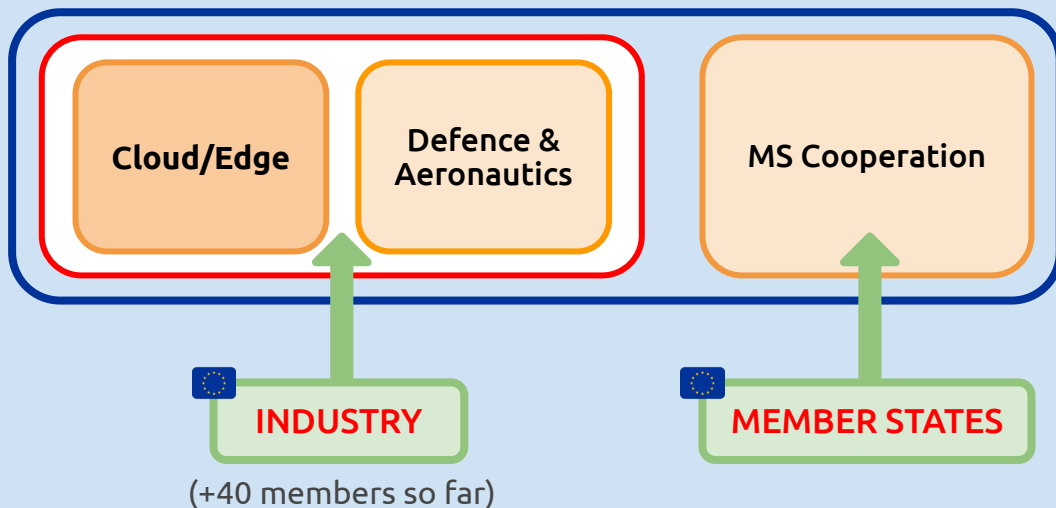 Cloud/Edge
Defence &
Aeronautics
MS Cooperation
INDUSTRY
MEMBER STATES
(+40 members so far)